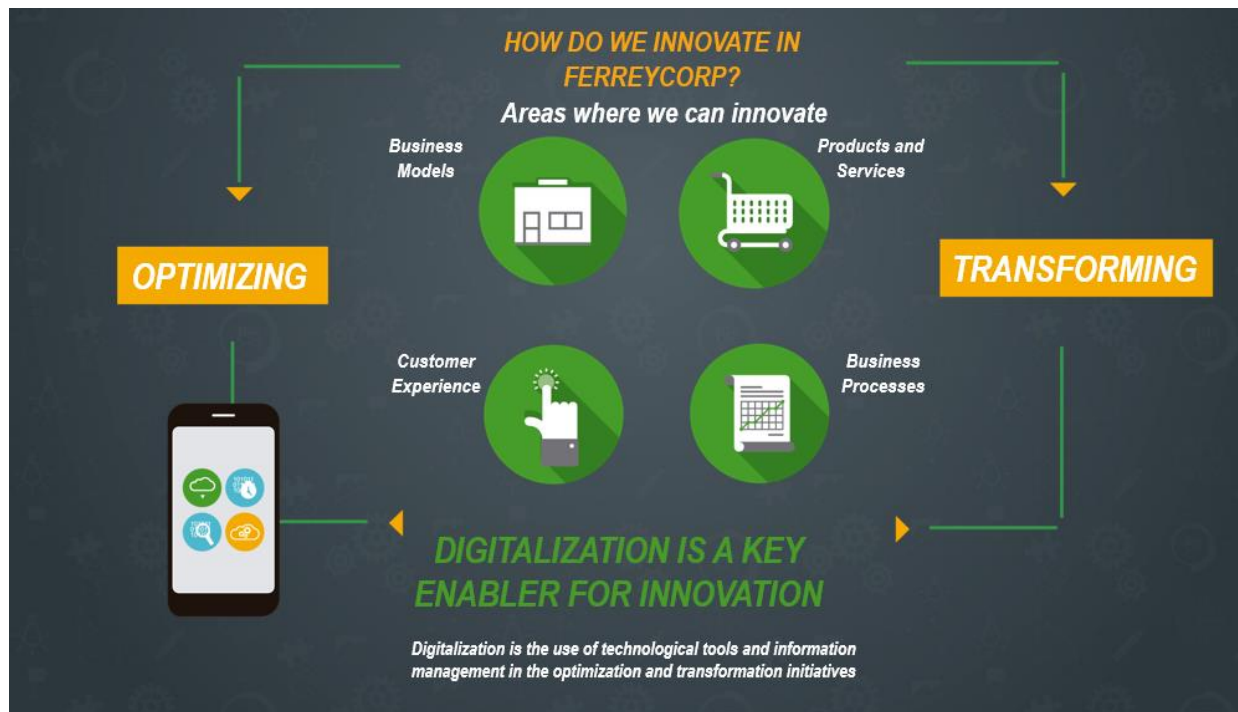 HOW DO WE INNOVATE IN
FERREYCORP?
Areas where we can innovate
Business
Models
Products and
Services
OPTIMIZING
TRANSFORMING
Customer
Experience
Business
Processes
DIGITALIZATION IS A KEY
ENABLER FOR INNOVATION
Digitalization is the use of technological tools and information
management in the optimization and transformation initiatives